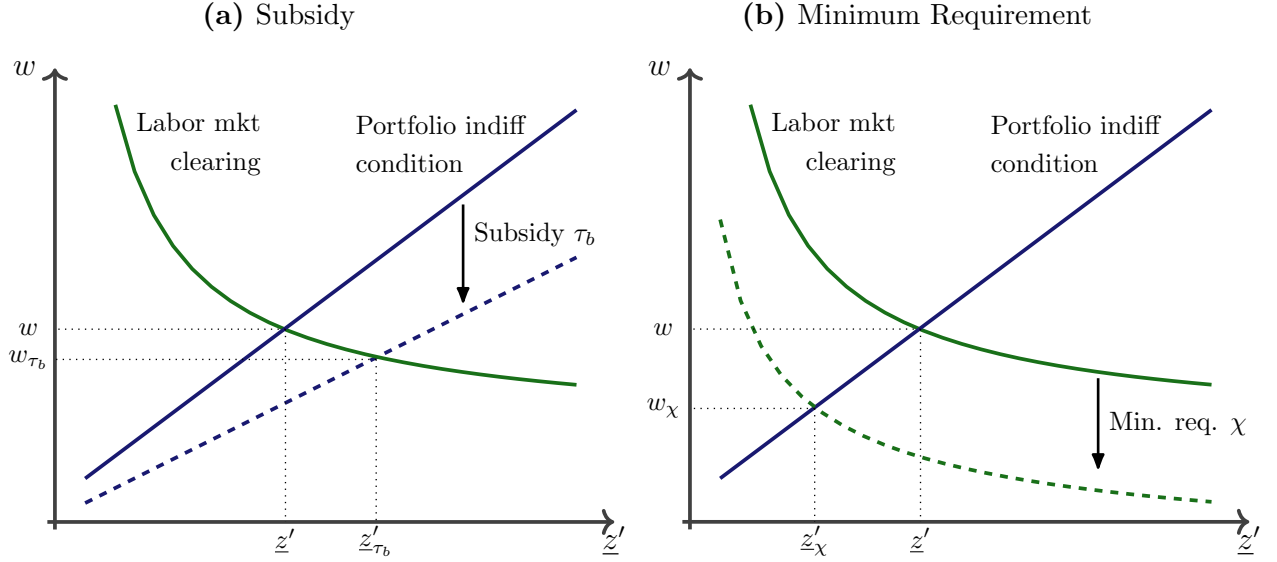 (a) Subsidy
w
Labor mkt
clearing
Portfolio indiff
condition
Subsidy τ_b
w
w_{τ_b}
z̲′
z̲′_{τ_b}
z̲′
(b) Minimum Requirement
w
Labor mkt
clearing
Portfolio indiff
condition
w
w_χ
Min. req. χ
z̲′_χ
z̲′
z̲′